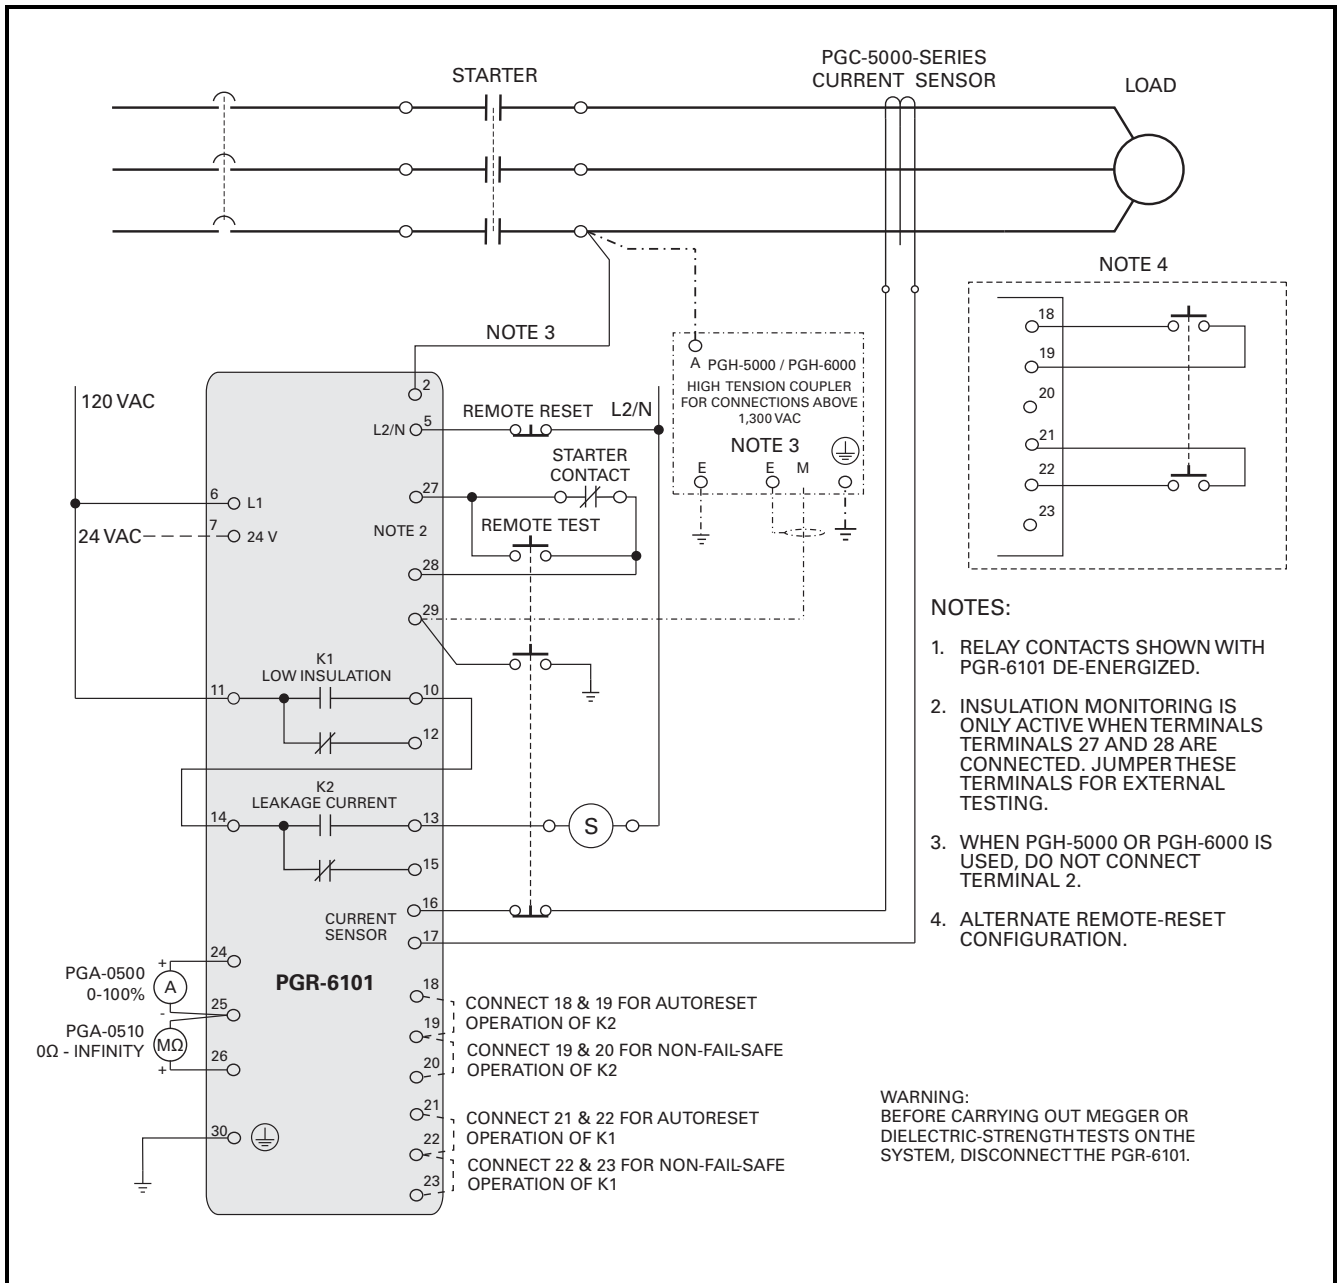 STARTER
PGC-5000-SERIES
CURRENT SENSOR
LOAD
NOTE 3
A PGH-5000 / PGH-6000
HIGH TENSION COUPLER
FOR CONNECTIONS ABOVE
1,300 VAC
NOTE 3
E E M
NOTE 4
18
19
20
21
22
23
120 VAC
2
L2/N 5
REMOTE RESET L2/N
STARTER
CONTACT
6 L1
27
24 VAC 7 24 V
NOTE 2
REMOTE TEST
28
29
K1
LOW INSULATION
11 10
12
K2
LEAKAGE CURRENT
14 13
S
15
16
CURRENT
SENSOR
17
24
+
PGA-0500
0-100%
A
-
25
PGA-0510
0Ω - INFINITY
MΩ
+
26
30
PGR-6101
18
CONNECT 18 & 19 FOR AUTORESET
OPERATION OF K2
19
CONNECT 19 & 20 FOR NON-FAIL-SAFE
OPERATION OF K2
20
21
CONNECT 21 & 22 FOR AUTORESET
OPERATION OF K1
22
CONNECT 22 & 23 FOR NON-FAIL-SAFE
OPERATION OF K1
23
NOTES:
1. RELAY CONTACTS SHOWN WITH
PGR-6101 DE-ENERGIZED.
2. INSULATION MONITORING IS
ONLY ACTIVE WHEN TERMINALS
TERMINALS 27 AND 28 ARE
CONNECTED. JUMPER THESE
TERMINALS FOR EXTERNAL
TESTING.
3. WHEN PGH-5000 OR PGH-6000 IS
USED, DO NOT CONNECT
TERMINAL 2.
4. ALTERNATE REMOTE-RESET
CONFIGURATION.
WARNING:
BEFORE CARRYING OUT MEGGER OR
DIELECTRIC-STRENGTH TESTS ON THE
SYSTEM, DISCONNECT THE PGR-6101.